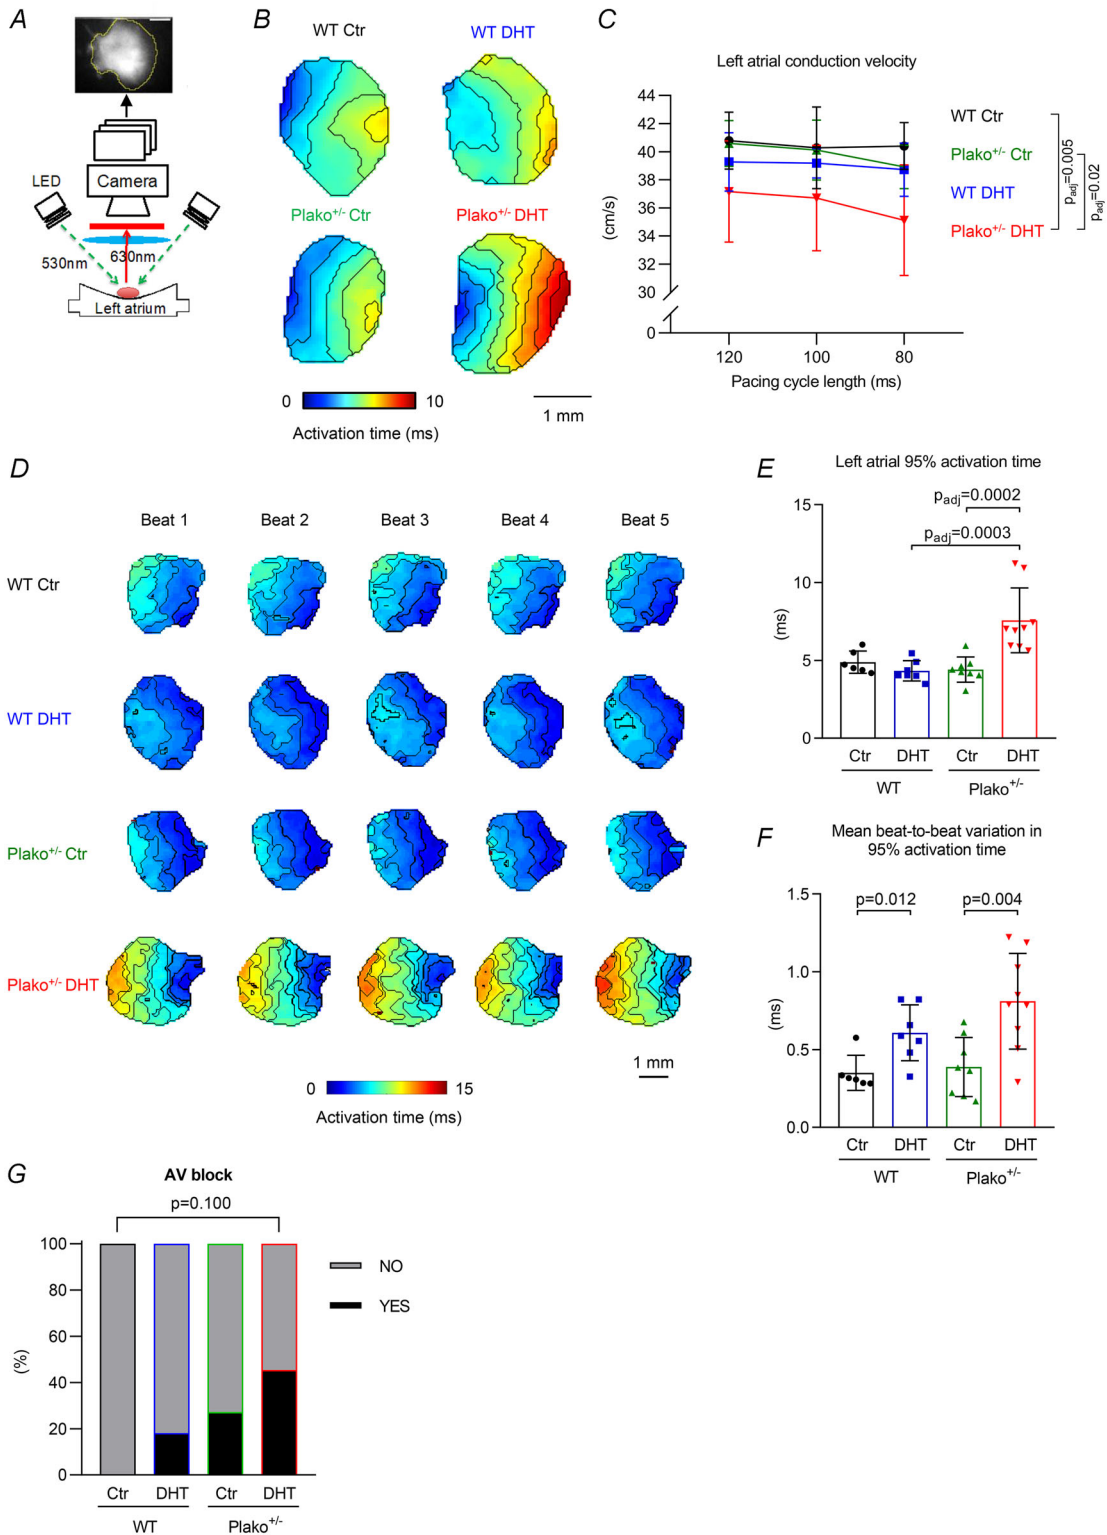 A
LED
Camera
530nm
630nm
Left atrium
B
WT Ctr
WT DHT
Plako+/- Ctr
Plako+/- DHT
0
10
Activation time (ms)
1 mm
C
Left atrial conduction velocity
44
42
40
38
36
34
32
30
0
(cm/s)
120
100
80
Pacing cycle length (ms)
WT Ctr
Plako+/- Ctr
WT DHT
Plako+/- DHT
padj=0.005
padj=0.02
D
Beat 1
Beat 2
Beat 3
Beat 4
Beat 5
WT Ctr
WT DHT
Plako+/- Ctr
Plako+/- DHT
1 mm
0
15
Activation time (ms)
E
Left atrial 95% activation time
padj=0.0002
padj=0.0003
15
10
5
0
(ms)
Ctr
DHT
Ctr
DHT
WT
Plako+/-
F
Mean beat-to-beat variation in
95% activation time
p=0.012
p=0.004
1.5
1.0
0.5
0.0
(ms)
Ctr
DHT
Ctr
DHT
WT
Plako+/-
G
AV block
p=0.100
100
80
60
40
20
0
(%)
NO
YES
Ctr
DHT
Ctr
DHT
WT
Plako+/-